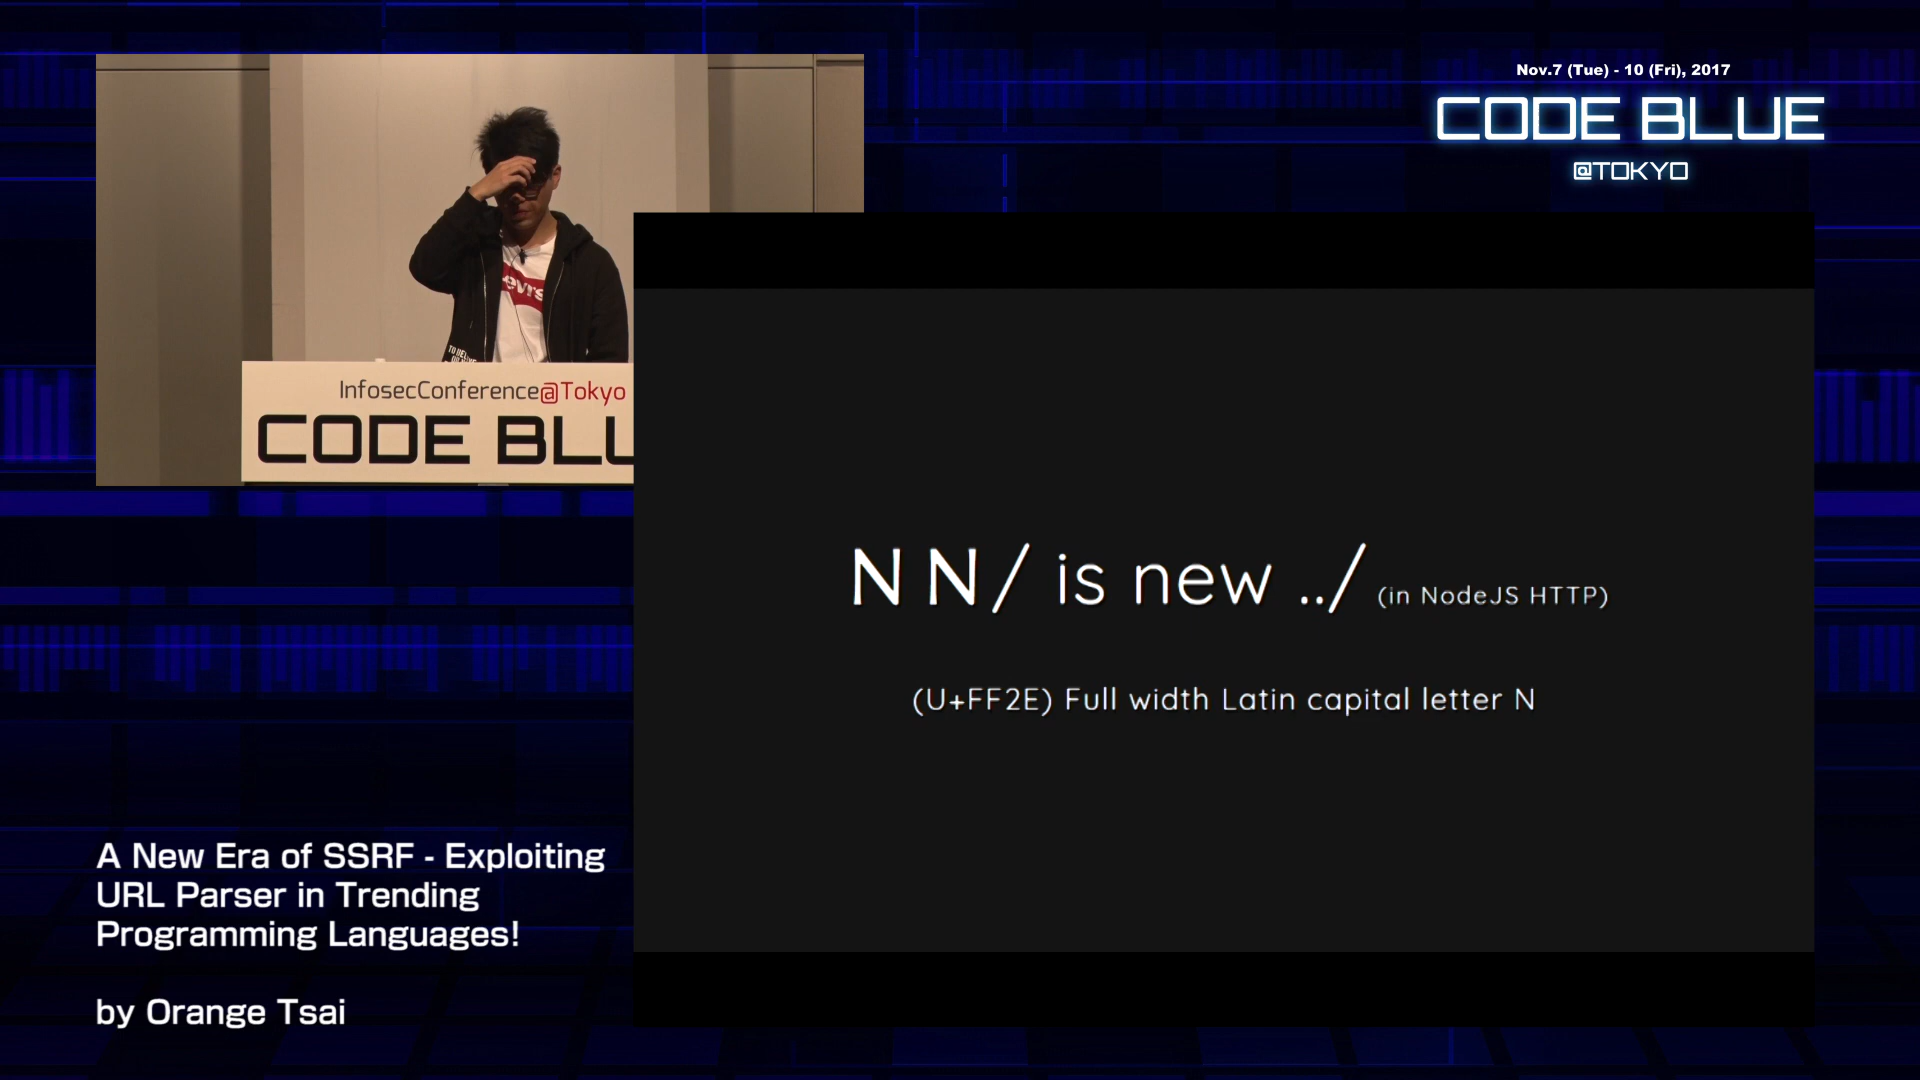 Nov.7 (Tue) - 10 (Fri), 2017
CODE BLUE
@TOKYO
InfosecConference@Tokyo
CODE BLU
ＮＮ/ is new ../ (in NodeJS HTTP)
(U+FF2E) Full width Latin capital letter N
A New Era of SSRF - Exploiting
URL Parser in Trending
Programming Languages!
by Orange Tsai